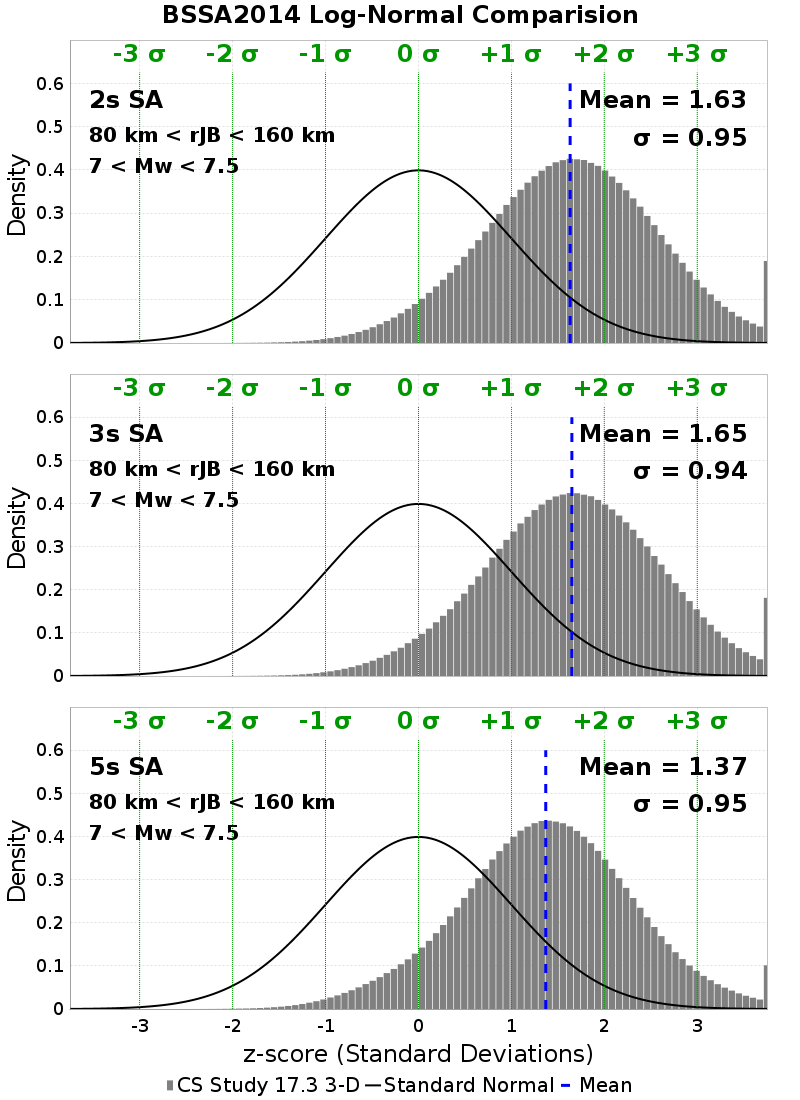 BSSA2014 Log-Normal Comparision
-3 σ -2 σ -1 σ 0 σ +1 σ +2 σ +3 σ
0.6
2s SA Mean = 1.63
0.5
80 km < rJB < 160 km σ = 0.95
7 < Mw < 7.5
0.4
0.3
0.2
0.1
0
Density
-3 σ -2 σ -1 σ 0 σ +1 σ +2 σ +3 σ
0.6
3s SA Mean = 1.65
0.5
80 km < rJB < 160 km σ = 0.94
7 < Mw < 7.5
0.4
0.3
0.2
0.1
0
Density
-3 σ -2 σ -1 σ 0 σ +1 σ +2 σ +3 σ
0.6
5s SA Mean = 1.37
0.5
80 km < rJB < 160 km σ = 0.95
7 < Mw < 7.5
0.4
0.3
0.2
0.1
0
Density
-3 -2 -1 0 1 2 3
z-score (Standard Deviations)
CS Study 17.3 3-D Standard Normal Mean